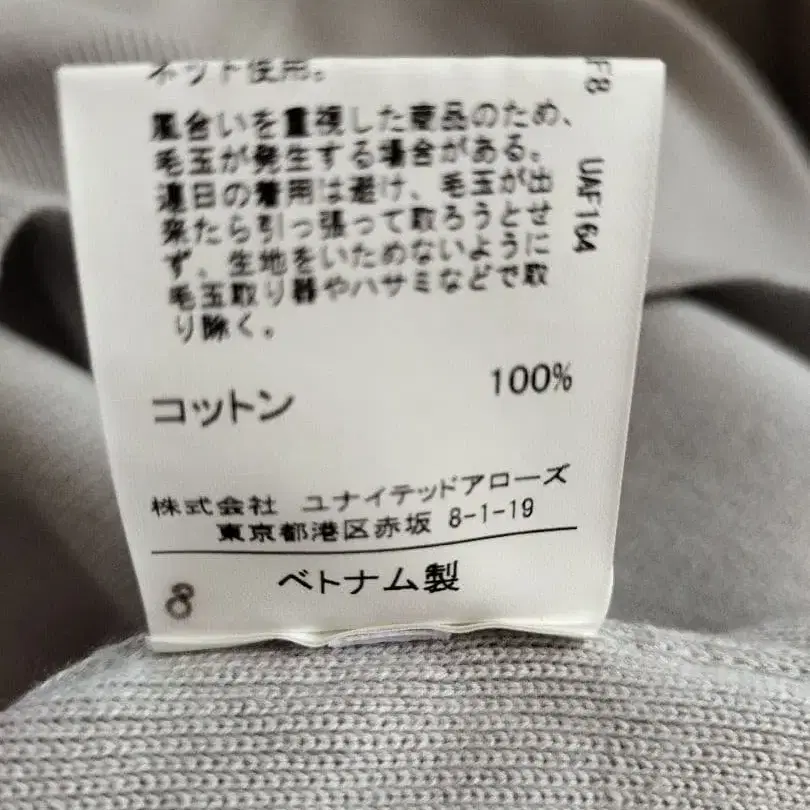 ネット使用。
風合いを重視した商品のため、
毛玉が発生する場合がある。
連日の着用は避け、毛玉が出
来たら引っ張って取ろうとせ
ず、生地をいためないように
毛玉取り器やハサミなどで取
り除く。
コットン 100%
株式会社 ユナイテッドアローズ
東京都港区赤坂 8-1-19
ベトナム製
8
F8
UAF164